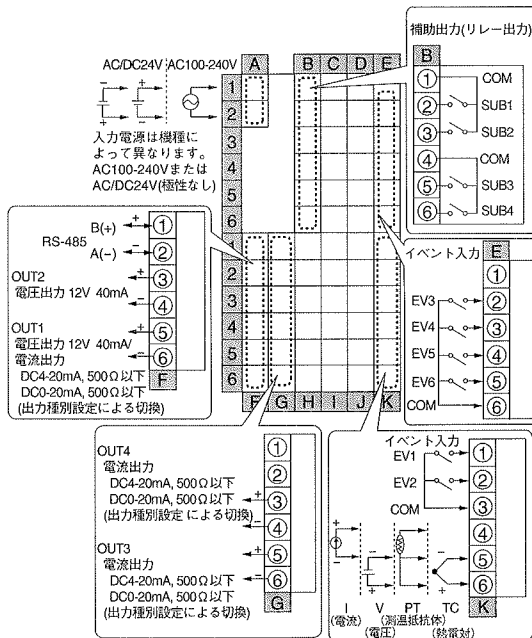 AC/DC24V AC100-240V
入力電源は機種に
よって異なります。
AC100-240Vまたは
AC/DC24V(極性なし)
A B C D E
1
2
3
4
5
6
1
2
3
4
5
6
F G H I J K
補助出力(リレー出力)
B
① COM
② SUB1
③ SUB2
④ COM
⑤ SUB3
⑥ SUB4
B(+) ①
RS-485
A(−) ②
OUT2 + ③
電圧出力 12V 40mA
− ④
OUT1 + ⑤
電圧出力 12V 40mA/
電流出力 − ⑥
DC4-20mA, 500Ω以下
DC0-20mA, 500Ω以下
(出力種別設定による切換)
F
イベント入力 E
①
EV3 ②
EV4 ③
EV5 ④
EV6 ⑤
COM ⑥
OUT4 ①
電流出力 ②
DC4-20mA, 500Ω以下
DC0-20mA, 500Ω以下 + ③
(出力種別設定による切換) − ④
OUT3 + ⑤
電流出力
DC4-20mA, 500Ω以下 − ⑥
DC0-20mA, 500Ω以下
(出力種別設定による切換)
G
イベント入力
EV1 ①
EV2 ②
COM ③
④
⑤
⑥
+ − − +
I V PT TC K
(電流) (電圧) (測温抵抗体) (熱電対)